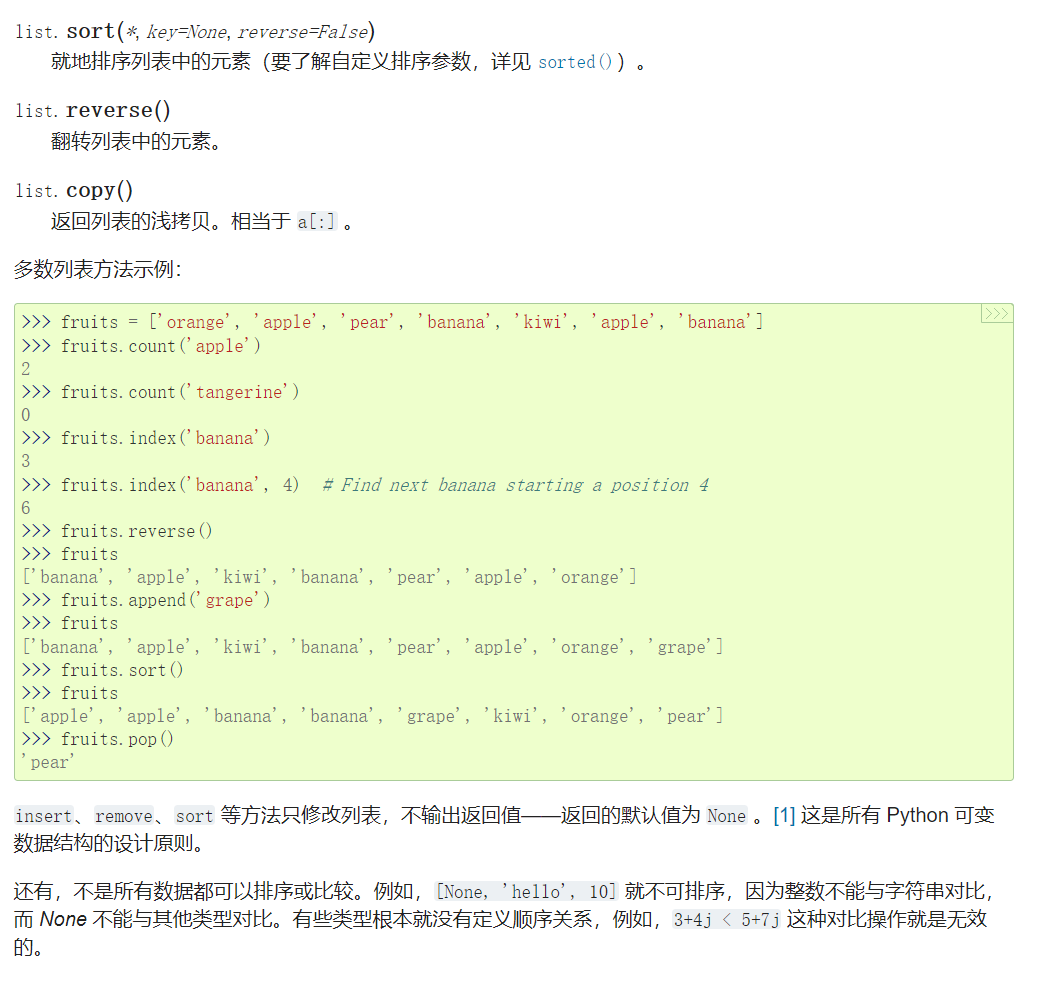 list. sort(*, key=None, reverse=False)
就地排序列表中的元素（要了解自定义排序参数，详见 sorted()）。
list. reverse()
翻转列表中的元素。
list. copy()
返回列表的浅拷贝。相当于 a[:] 。
多数列表方法示例：
>>>
>>> fruits = ['orange', 'apple', 'pear', 'banana', 'kiwi', 'apple', 'banana']
>>> fruits.count('apple')
2
>>> fruits.count('tangerine')
0
>>> fruits.index('banana')
3
>>> fruits.index('banana', 4)  # Find next banana starting a position 4
6
>>> fruits.reverse()
>>> fruits
['banana', 'apple', 'kiwi', 'banana', 'pear', 'apple', 'orange']
>>> fruits.append('grape')
>>> fruits
['banana', 'apple', 'kiwi', 'banana', 'pear', 'apple', 'orange', 'grape']
>>> fruits.sort()
>>> fruits
['apple', 'apple', 'banana', 'banana', 'grape', 'kiwi', 'orange', 'pear']
>>> fruits.pop()
'pear'
insert、remove、sort 等方法只修改列表，不输出返回值——返回的默认值为 None 。[1] 这是所有 Python 可变
数据结构的设计原则。
还有，不是所有数据都可以排序或比较。例如，[None, 'hello', 10] 就不可排序，因为整数不能与字符串对比，
而 None 不能与其他类型对比。有些类型根本就没有定义顺序关系，例如，3+4j < 5+7j 这种对比操作就是无效
的。